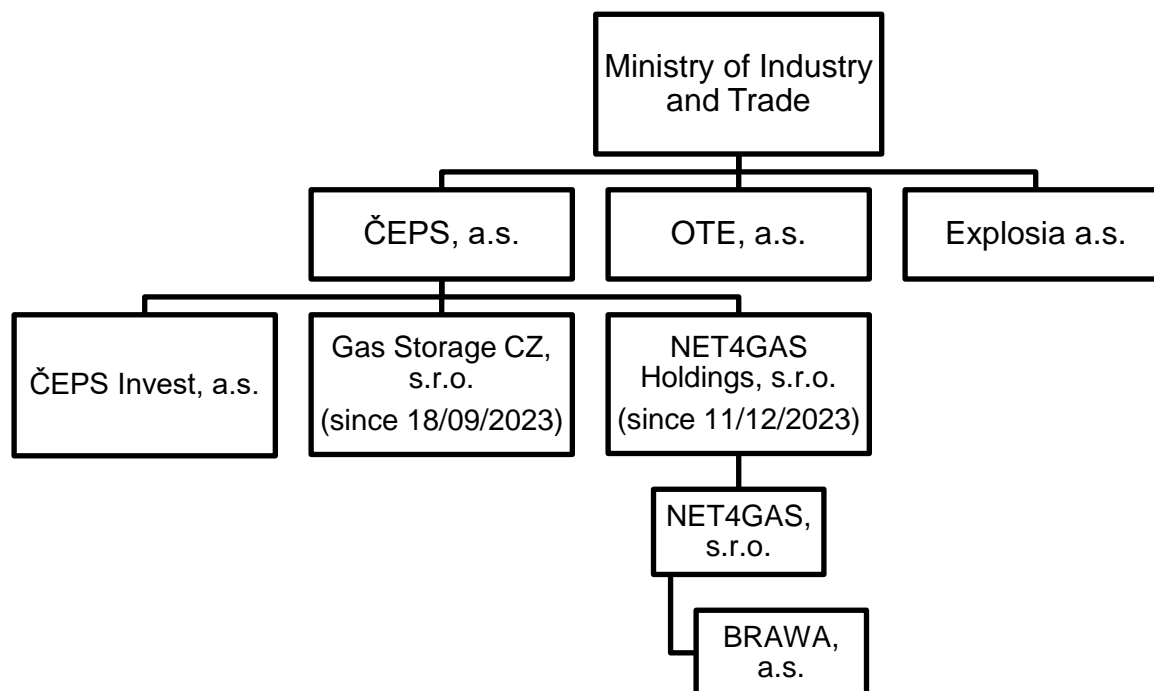 Ministry of Industry
and Trade
ČEPS, a.s.
OTE, a.s.
Explosia a.s.
ČEPS Invest, a.s.
Gas Storage CZ,
s.r.o.
(since 18/09/2023)
NET4GAS
Holdings, s.r.o.
(since 11/12/2023)
NET4GAS,
s.r.o.
BRAWA,
a.s.